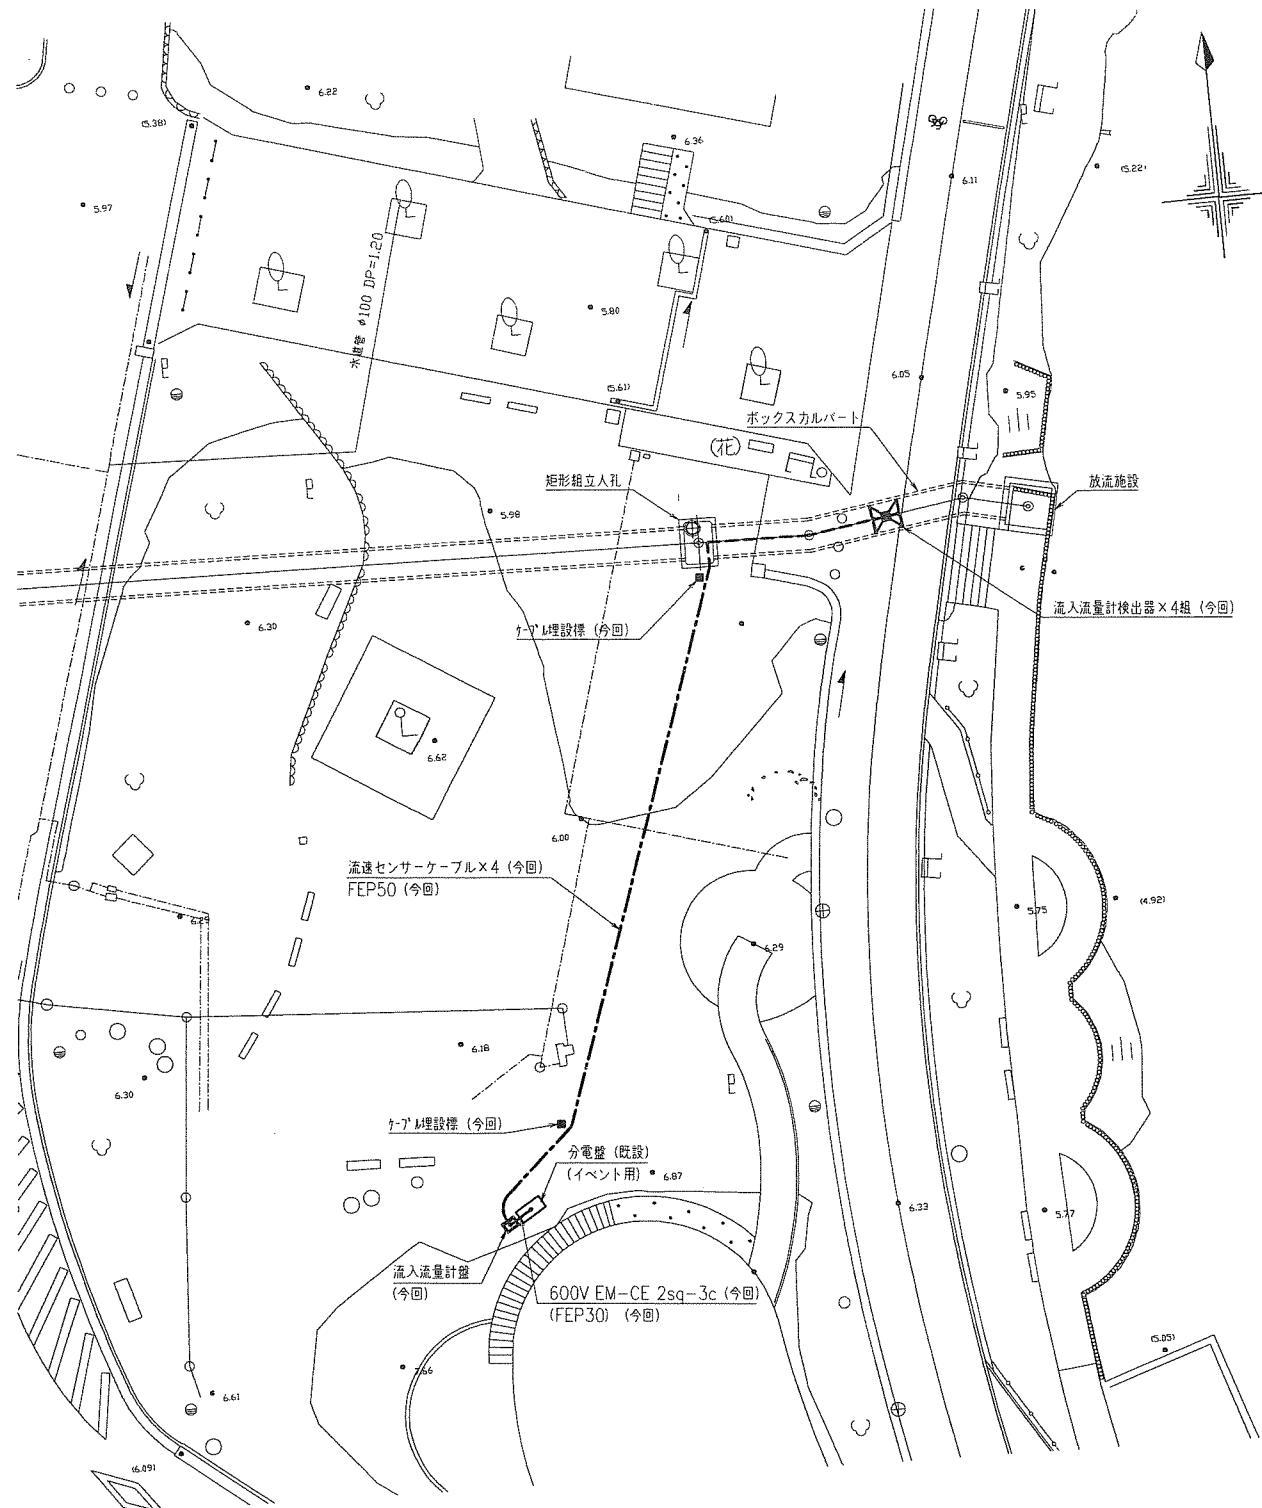 6.22
(5.38)
6.36
6.11
(5.22)
5.97
(5.60)
水道管 φ100 DP=1.20
5.80
6.05
5.95
(5.61)
ボックスカルバート
(花)
矩形組立人孔
放流施設
5.98
流入流量計検出器×4組 (今回)
6.30
ケーブル埋設標 (今回)
6.62
6.00
流速センサーケーブル×4 (今回)
FEP50 (今回)
5.75
(4.92)
6.29
6.29
6.18
6.30
ケーブル埋設標 (今回)
分電盤 (既設)
(イベント用)
6.87
6.33
5.77
流入流量計盤
(今回)
600V EM-CE 2sq-3c (今回)
(FEP30) (今回)
(5.05)
7.66
6.61
(6.09)